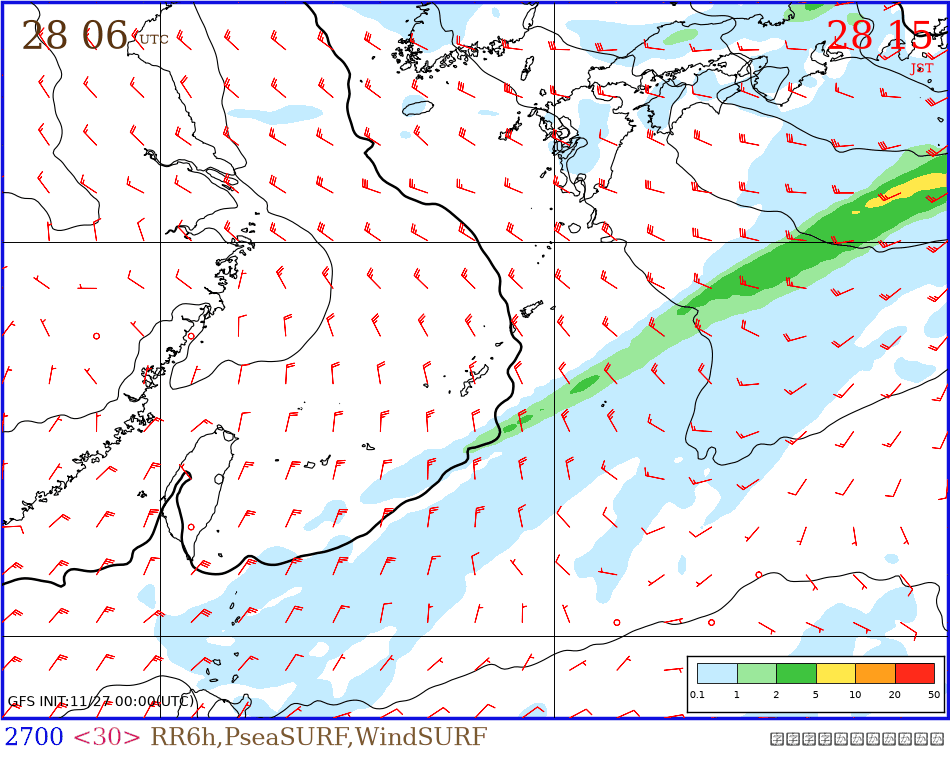 28 06 UTC
28 15
JST
0.1 1 2 5 10 20 50
GFS INIT:11/27 00:00(UTC)
2700 <30> RR6h,PseaSURF,WindSURF